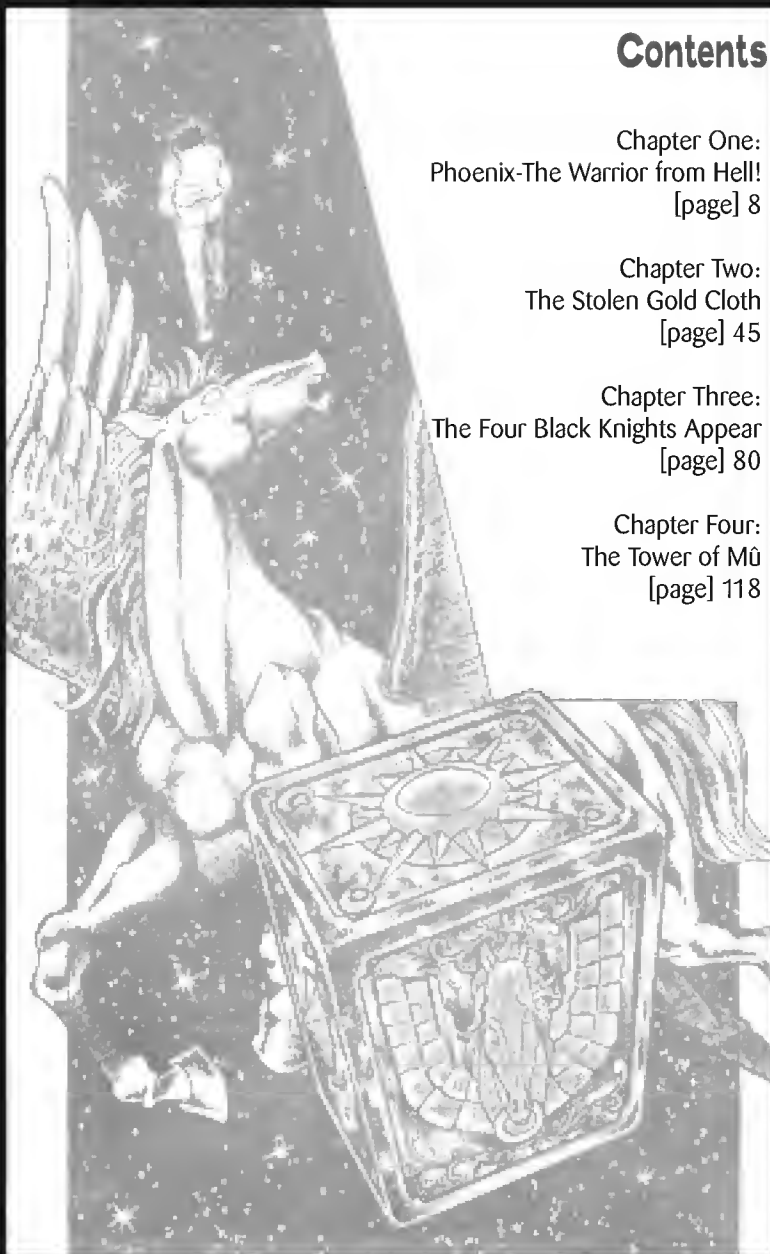 Contents
Chapter One:
Phoenix-The Warrior from Hell!
[page] 8
Chapter Two:
The Stolen Gold Cloth
[page] 45
Chapter Three:
The Four Black Knights Appear
[page] 80
Chapter Four:
The Tower of Mû
[page] 118